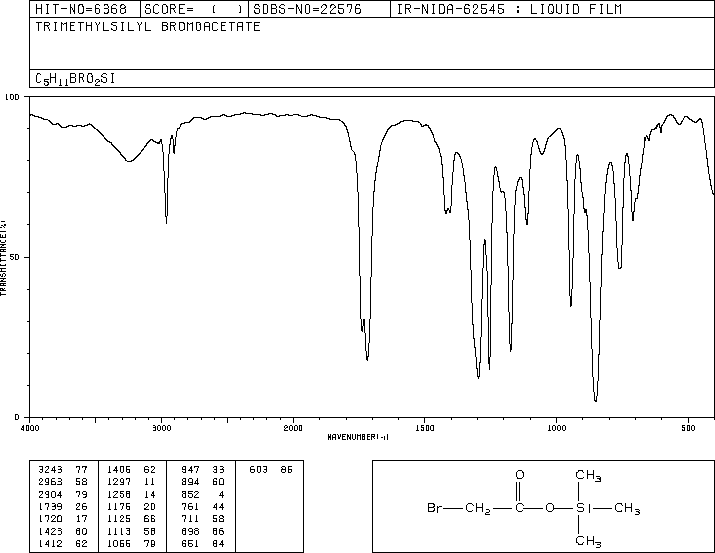 HIT-NO=6368 SCORE= ( ) SDBS-NO=22576 IR-NIDA-62545 : LIQUID FILM
TRIMETHYLSILYL BROMOACETATE
C5H11BRO2SI
100
50
0
TRANSMITTANCE(%)
4000 3000 2000 1500 1000 500
WAVENUMBER(-1)
3243 77 1406 62 947 33 603 86
2963 58 1297 11 894 60
2904 79 1258 14 852 4
1739 26 1176 20 761 44
1720 17 1125 66 711 58
1423 60 1113 58 698 86
1412 62 1066 79 651 84
O CH3
Br—CH2—C—O—Si—CH3
CH3